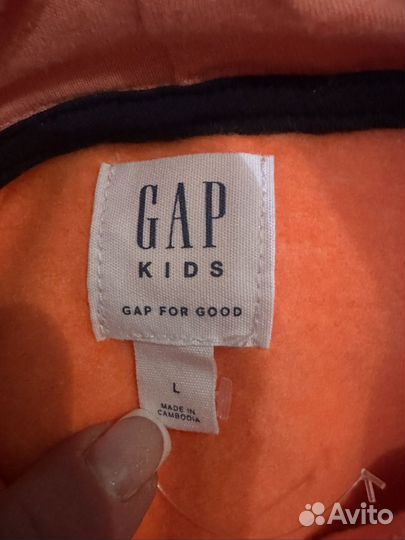 GAP
KIDS
GAP FOR GOOD
L
MADE IN
CAMBODIA
Avito